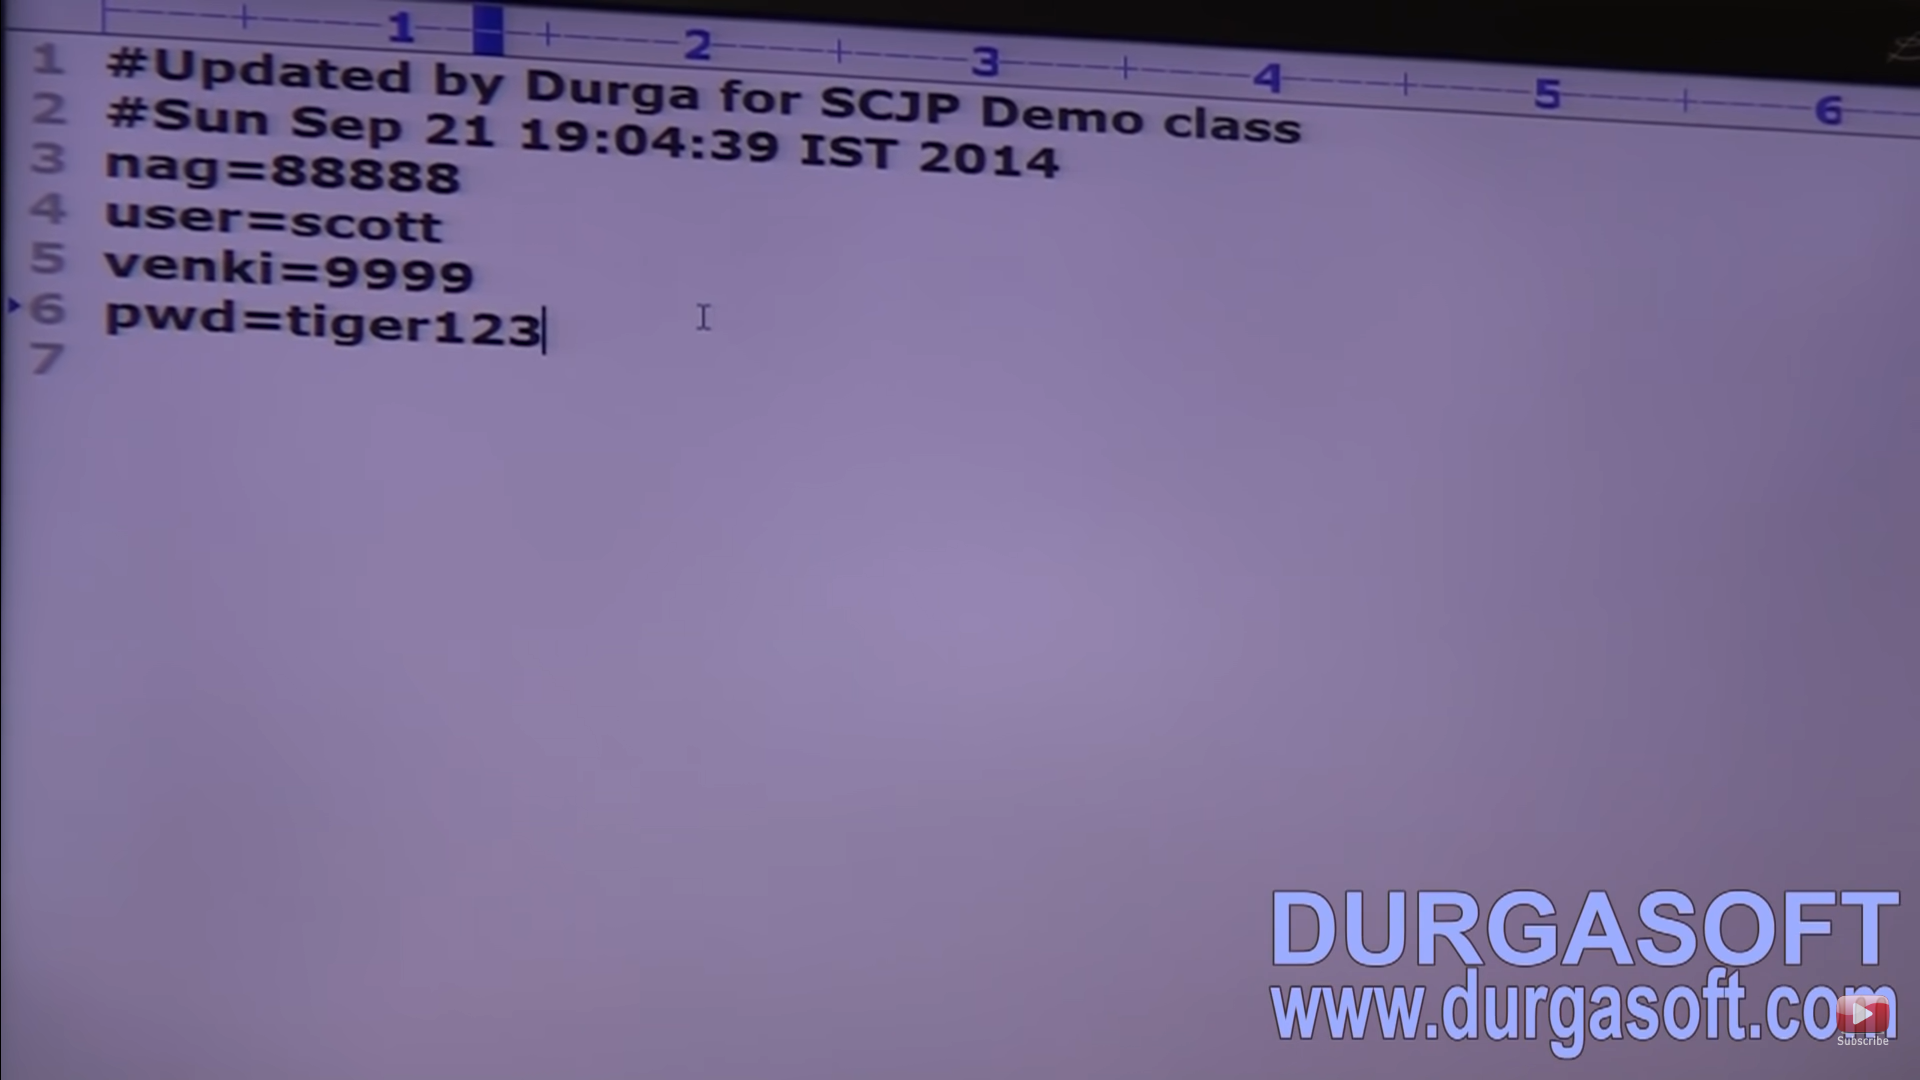 1 2 3 4 5 6
1 #Updated by Durga for SCJP Demo class
2 #Sun Sep 21 19:04:39 IST 2014
3 nag=88888
4 user=scott
5 venki=9999
6 pwd=tiger123
7
DURGASOFT
www.durgasoft.com
Subscribe